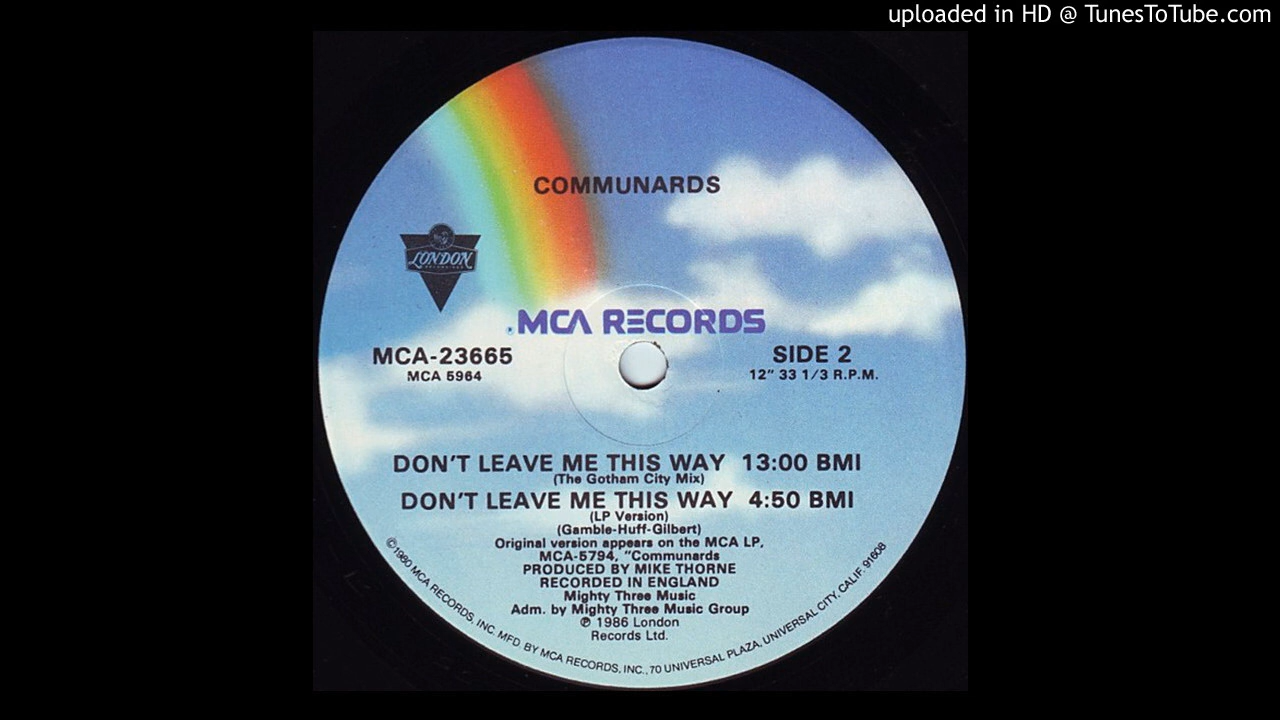 uploaded in HD @ TunesToTube.com
COMMUNARDS
LONDON
MCA RECORDS
MCA-23665
MCA 5964
SIDE 2
12" 33 1/3 R.P.M.
DON'T LEAVE ME THIS WAY 13:00 BMI
(The Gotham City Mix)
DON'T LEAVE ME THIS WAY 4:50 BMI
(LP Version)
(Gamble-Huff-Gilbert)
Original version appears on the MCA LP,
MCA-5794, "Communards
PRODUCED BY MIKE THORNE
RECORDED IN ENGLAND
Mighty Three Music
Adm. by Mighty Three Music Group
℗ 1986 London
Records Ltd.
©1980 MCA RECORDS, INC. MFD. BY MCA RECORDS, INC., 70 UNIVERSAL PLAZA, UNIVERSAL CITY, CALIF. 91608